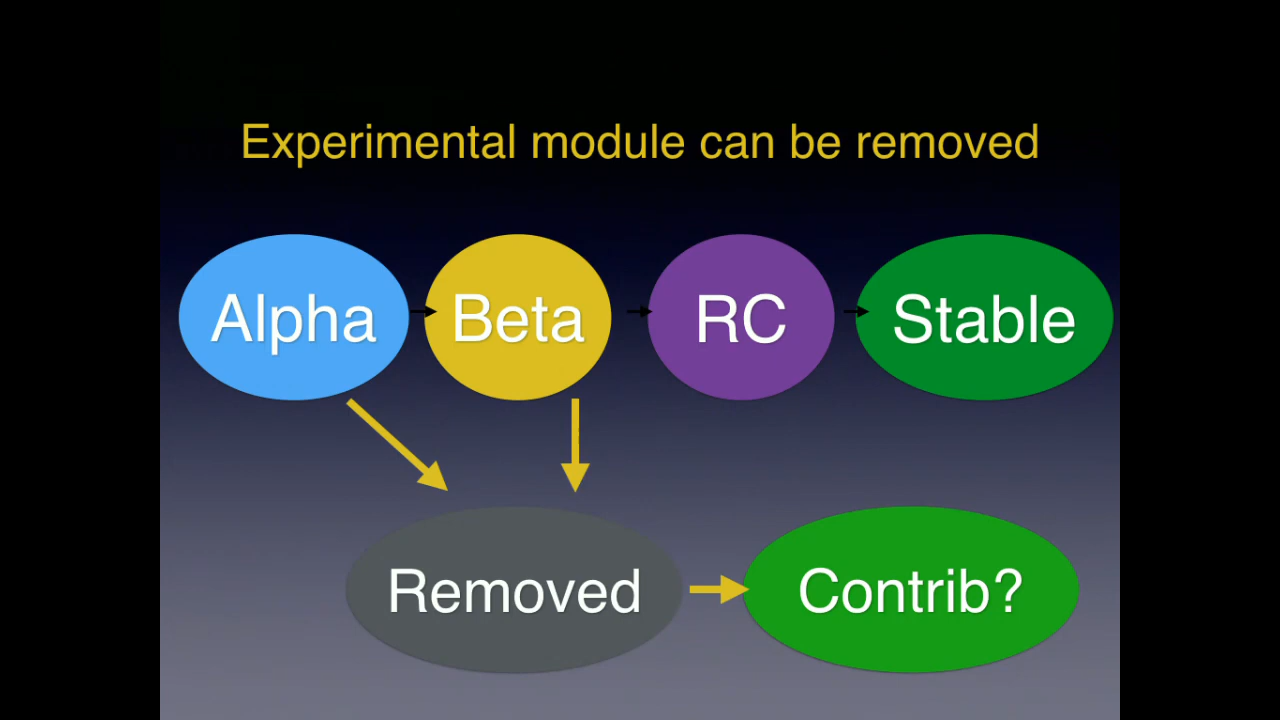 Experimental module can be removed
Alpha
Beta
RC
Stable
Removed
Contrib?